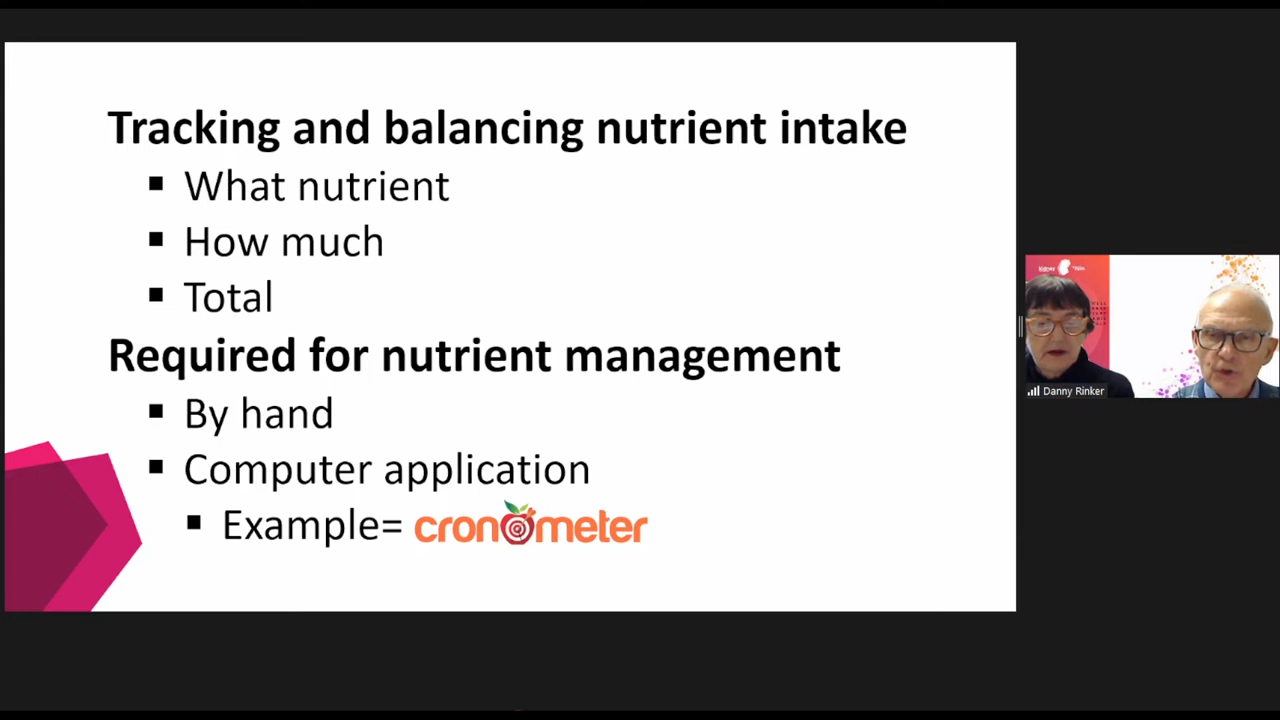 Tracking and balancing nutrient intake
▪ What nutrient
▪ How much
▪ Total
Required for nutrient management
▪ By hand
▪ Computer application
▪ Example= cronometer
Danny Rinker